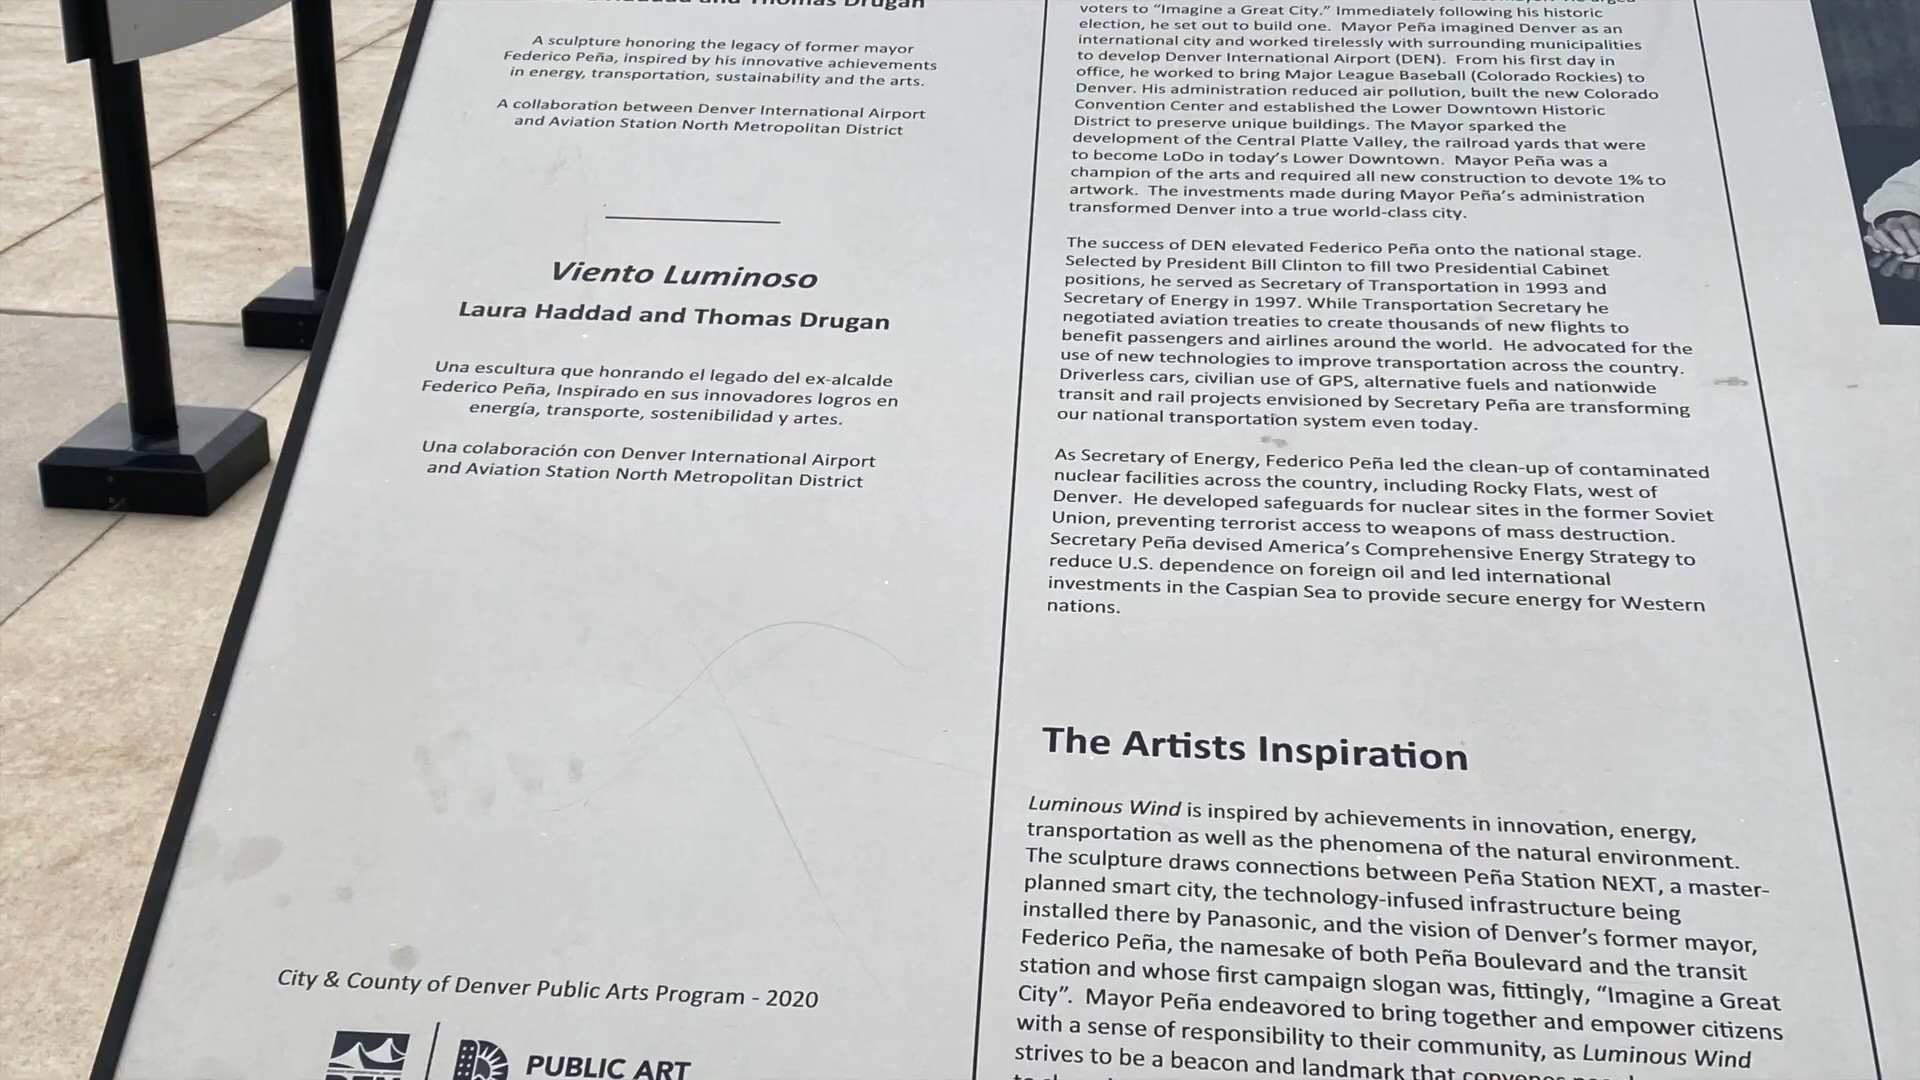 Thomas Drugan
A sculpture honoring the legacy of former mayor
Federico Peña, inspired by his innovative achievements
in energy, transportation, sustainability and the arts.
A collaboration between Denver International Airport
and Aviation Station North Metropolitan District
Viento Luminoso
Laura Haddad and Thomas Drugan
Una escultura que honrando el legado del ex-alcalde
Federico Peña, Inspirado en sus innovadores logros en
energía, transporte, sostenibilidad y artes.
Una colaboración con Denver International Airport
and Aviation Station North Metropolitan District
City & County of Denver Public Arts Program - 2020
DEN
PUBLIC ART
voters to “Imagine a Great City.” Immediately following his historic
election, he set out to build one. Mayor Peña imagined Denver as an
international city and worked tirelessly with surrounding municipalities
to develop Denver International Airport (DEN). From his first day in
office, he worked to bring Major League Baseball (Colorado Rockies) to
Denver. His administration reduced air pollution, built the new Colorado
Convention Center and established the Lower Downtown Historic
District to preserve unique buildings. The Mayor sparked the
development of the Central Platte Valley, the railroad yards that were
to become LoDo in today’s Lower Downtown. Mayor Peña was a
champion of the arts and required all new construction to devote 1% to
artwork. The investments made during Mayor Peña’s administration
transformed Denver into a true world-class city.
The success of DEN elevated Federico Peña onto the national stage.
Selected by President Bill Clinton to fill two Presidential Cabinet
positions, he served as Secretary of Transportation in 1993 and
Secretary of Energy in 1997. While Transportation Secretary he
negotiated aviation treaties to create thousands of new flights to
benefit passengers and airlines around the world. He advocated for the
use of new technologies to improve transportation across the country.
Driverless cars, civilian use of GPS, alternative fuels and nationwide
transit and rail projects envisioned by Secretary Peña are transforming
our national transportation system even today.
As Secretary of Energy, Federico Peña led the clean-up of contaminated
nuclear facilities across the country, including Rocky Flats, west of
Denver. He developed safeguards for nuclear sites in the former Soviet
Union, preventing terrorist access to weapons of mass destruction.
Secretary Peña devised America’s Comprehensive Energy Strategy to
reduce U.S. dependence on foreign oil and led international
investments in the Caspian Sea to provide secure energy for Western
nations.
The Artists Inspiration
Luminous Wind is inspired by achievements in innovation, energy,
transportation as well as the phenomena of the natural environment.
The sculpture draws connections between Peña Station NEXT, a master-
planned smart city, the technology-infused infrastructure being
installed there by Panasonic, and the vision of Denver’s former mayor,
Federico Peña, the namesake of both Peña Boulevard and the transit
station and whose first campaign slogan was, fittingly, “Imagine a Great
City”. Mayor Peña endeavored to bring together and empower citizens
with a sense of responsibility to their community, as Luminous Wind
strives to be a beacon and landmark that